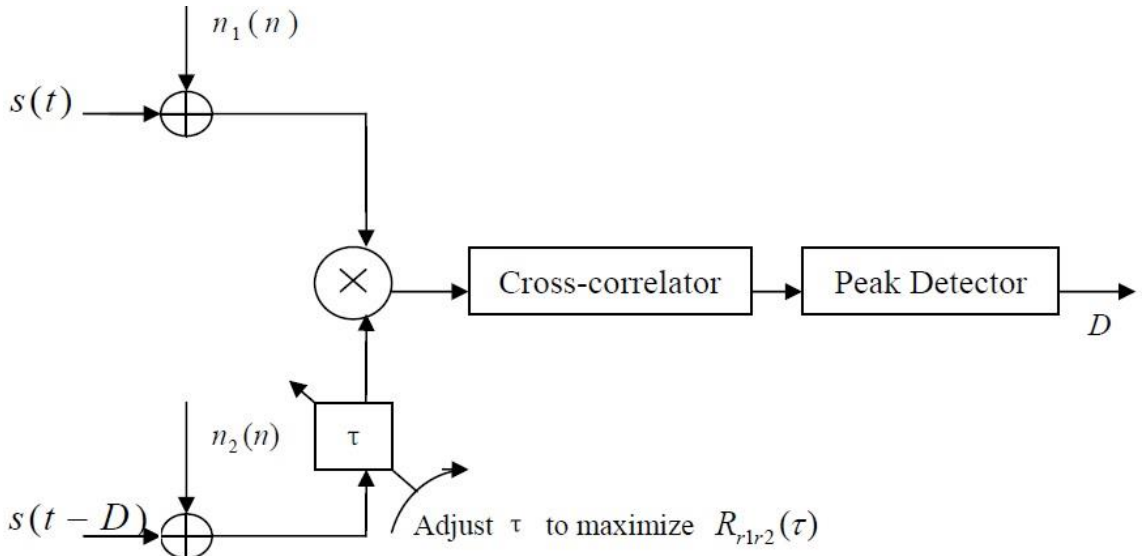 n₁(n)
s(t)
×
Cross-correlator
Peak Detector
D
n₂(n)
τ
s(t − D)
Adjust τ to maximize R_{r1r2}(τ)